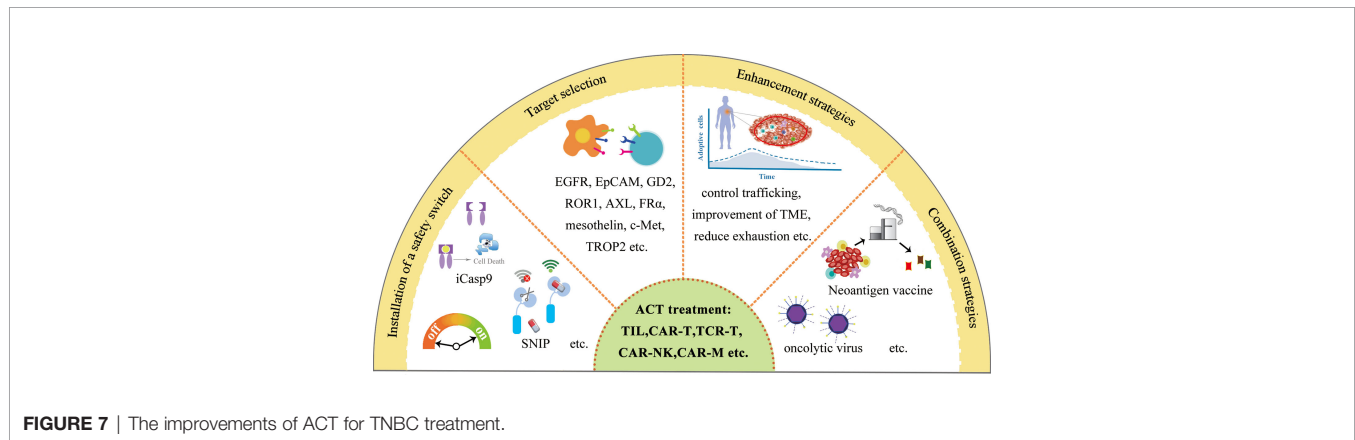 Installation of a safety switch
Target selection
Enhancement strategies
Combination strategies
Cell Death
iCasp9
off
on
SNIP
etc.
EGFR, EpCAM, GD2,
ROR1, AXL, FRα,
mesothelin, c-Met,
TROP2 etc.
Adoptive cells
Time
control trafficking,
improvement of TME,
reduce exhaustion etc.
Neoantigen vaccine
oncolytic virus
etc.
ACT treatment:
TIL,CAR-T,TCR-T,
CAR-NK,CAR-M etc.
FIGURE 7 | The improvements of ACT for TNBC treatment.